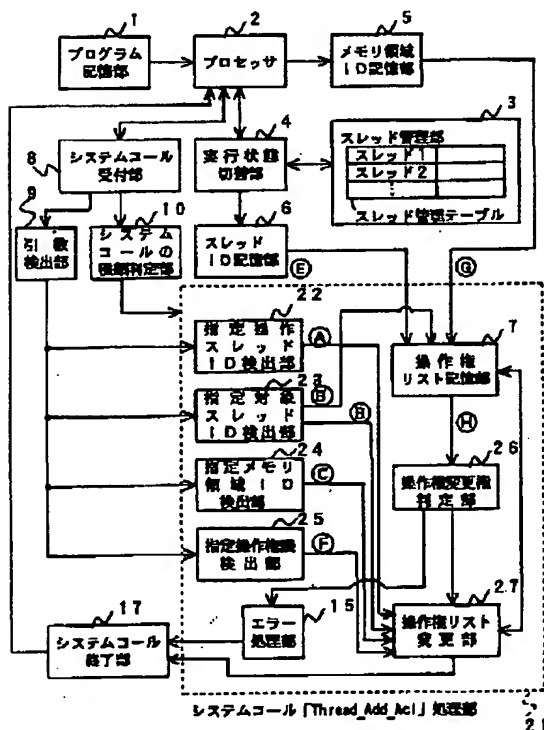 1
プログラム
記憶部
2
プロセッサ
5
メモリ領域
ID記憶部
3
スレッド管理部
スレッド1
スレッド2
⋮
スレッド管理テーブル
4
実行状態
切替部
8
システムコール
受付部
9
引数
検出部
10
システム
コールの
種類判定部
6
スレッド
ID記憶部
Ⓔ
Ⓖ
22
指定操作
スレッド
ID検出部
Ⓐ
7
操作権
リスト記憶部
23
指定対象
スレッド
ID検出部
Ⓑ
Ⓑ
Ⓗ
24
指定メモリ
領域ID
検出部
Ⓒ
26
操作権変更権
判定部
25
指定操作権限
検出部
Ⓕ
17
システムコール
終了部
15
エラー
処理部
27
操作権リスト
変更部
システムコール「Thread_Add_Acl」処理部
21